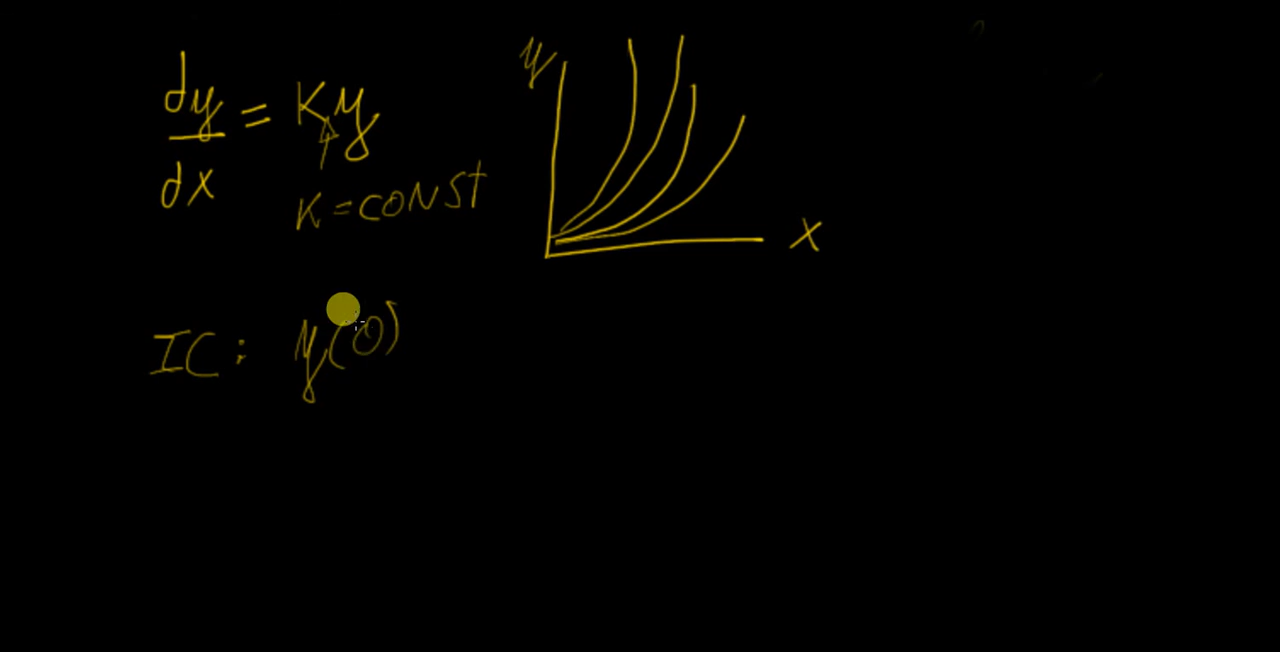 dy/dx = Ky
K = CONST
y
x
IC: y(0)